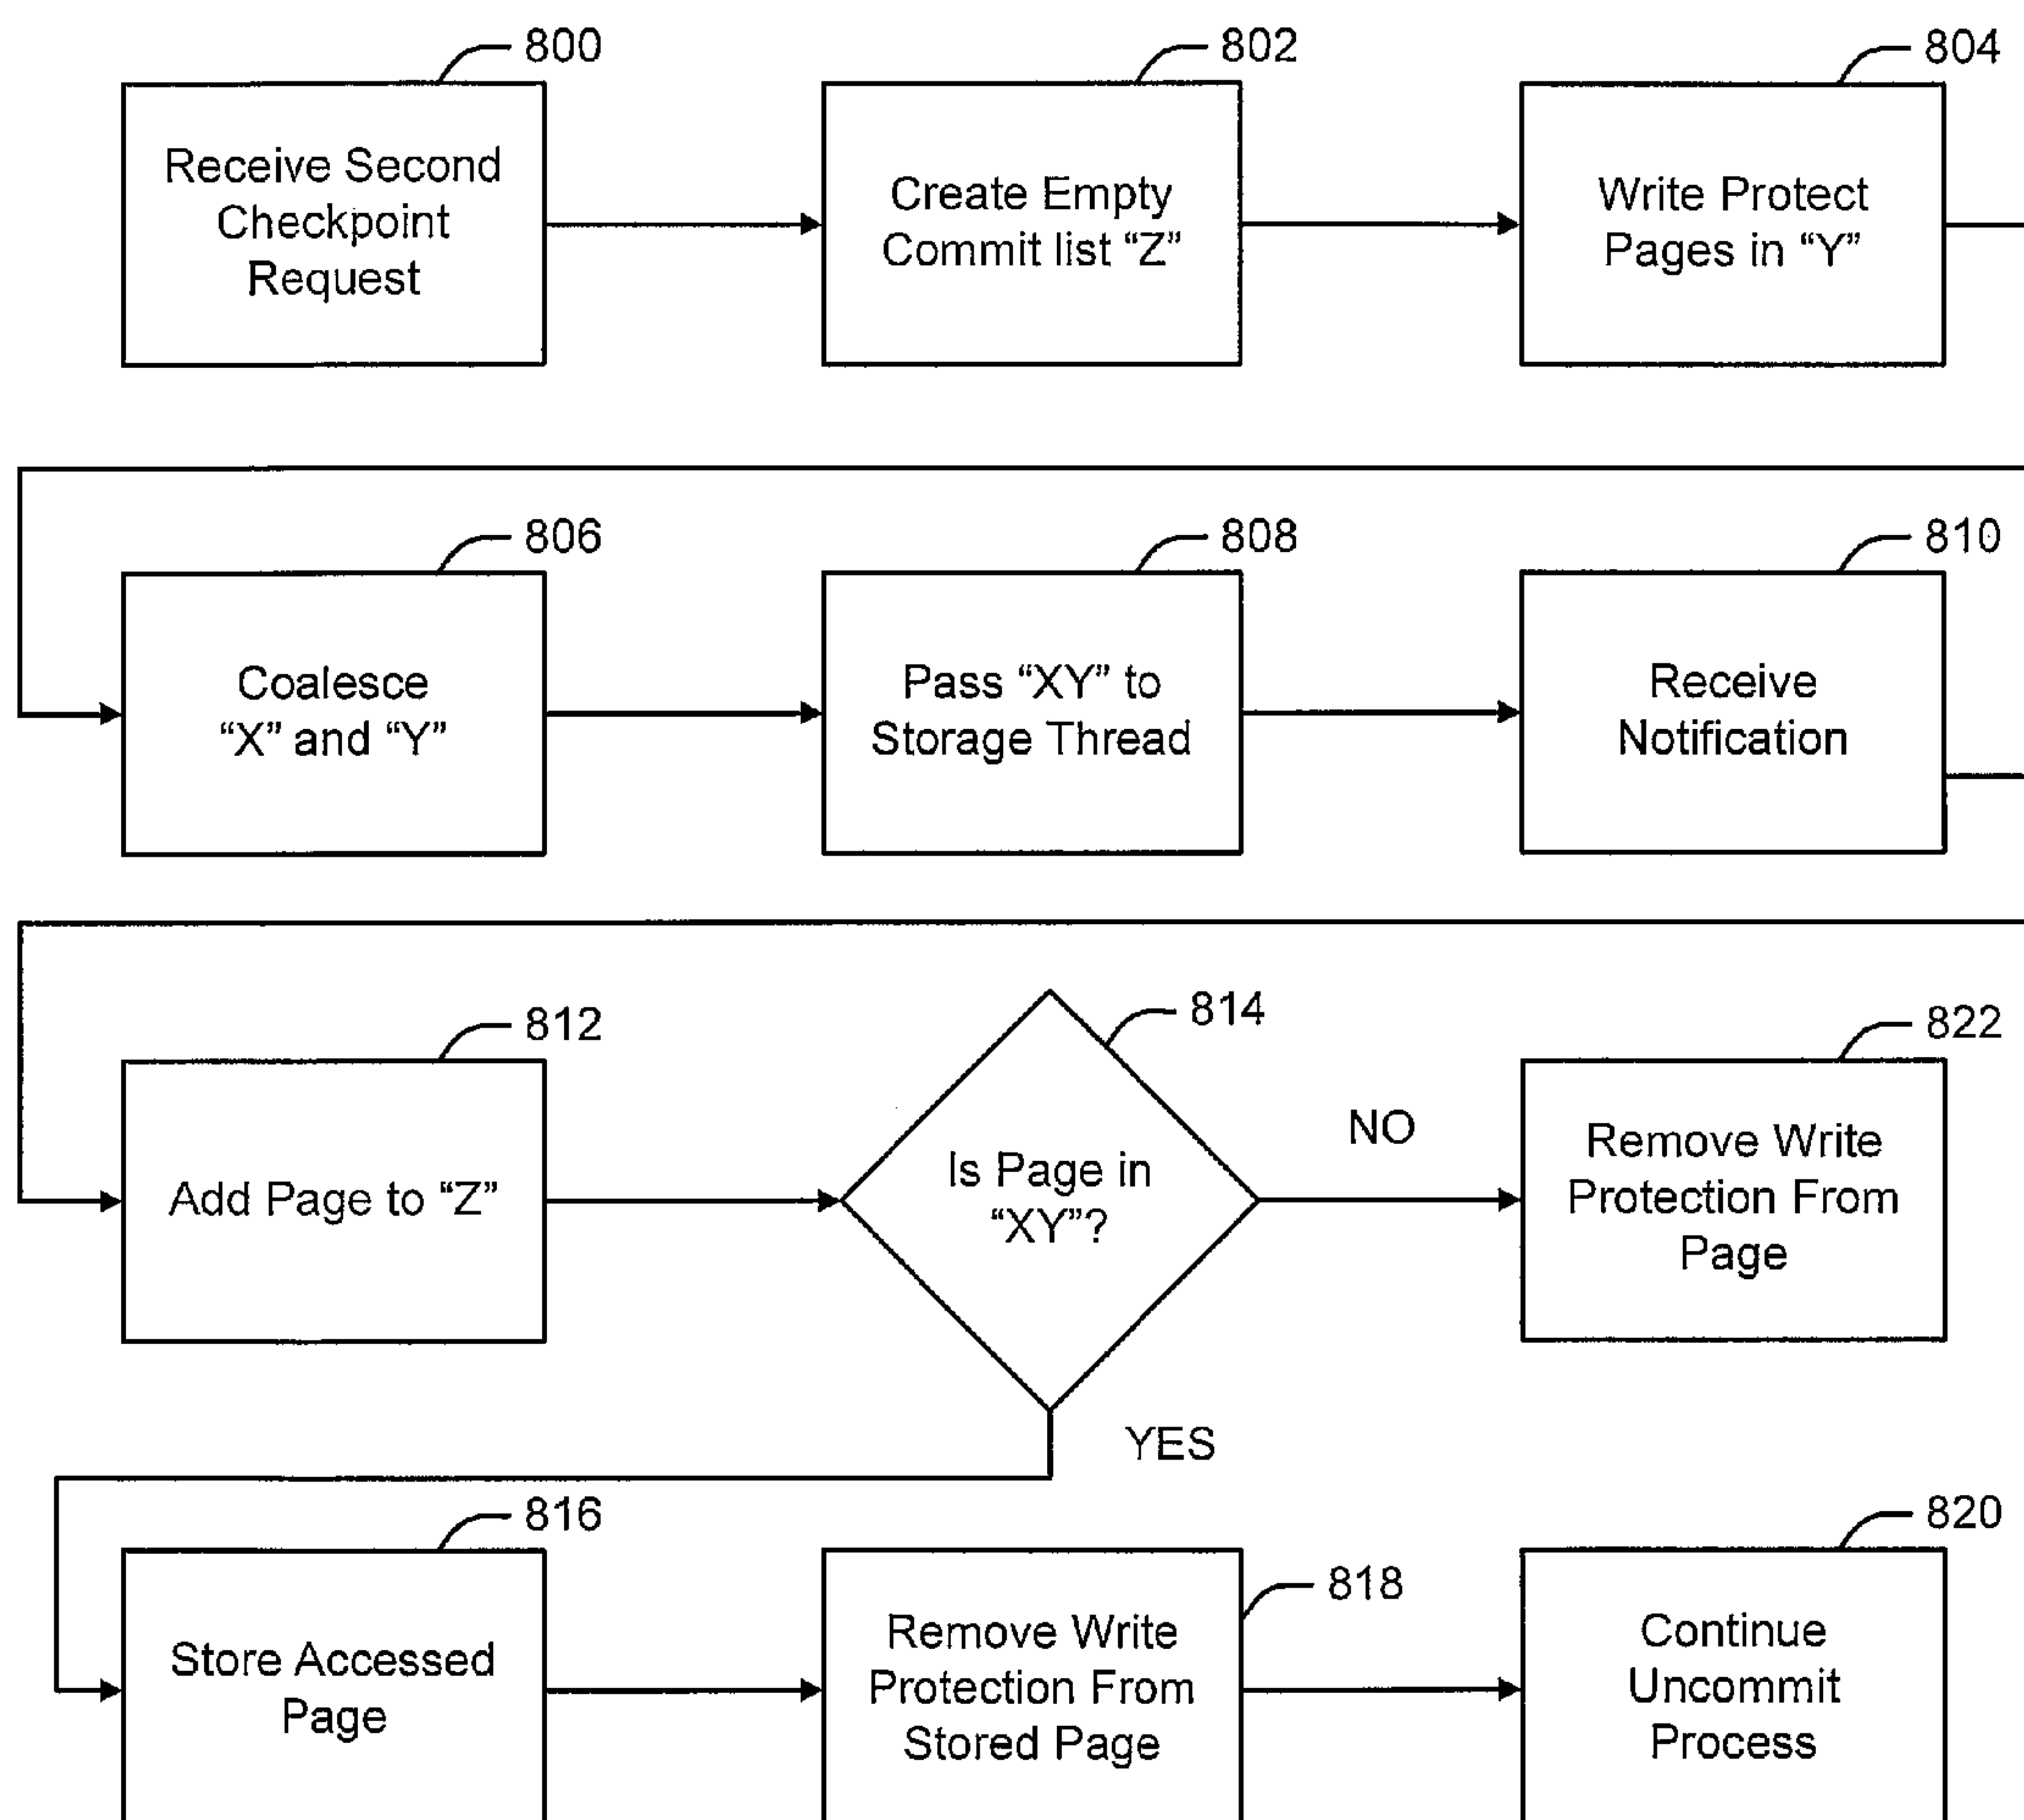 800
Receive Second
Checkpoint
Request
802
Create Empty
Commit list “Z”
804
Write Protect
Pages in “Y”
806
Coalesce
“X” and “Y”
808
Pass “XY” to
Storage Thread
810
Receive
Notification
812
Add Page to “Z”
814
Is Page in
“XY”?
NO
822
Remove Write
Protection From
Page
YES
816
Store Accessed
Page
818
Remove Write
Protection From
Stored Page
820
Continue
Uncommit
Process